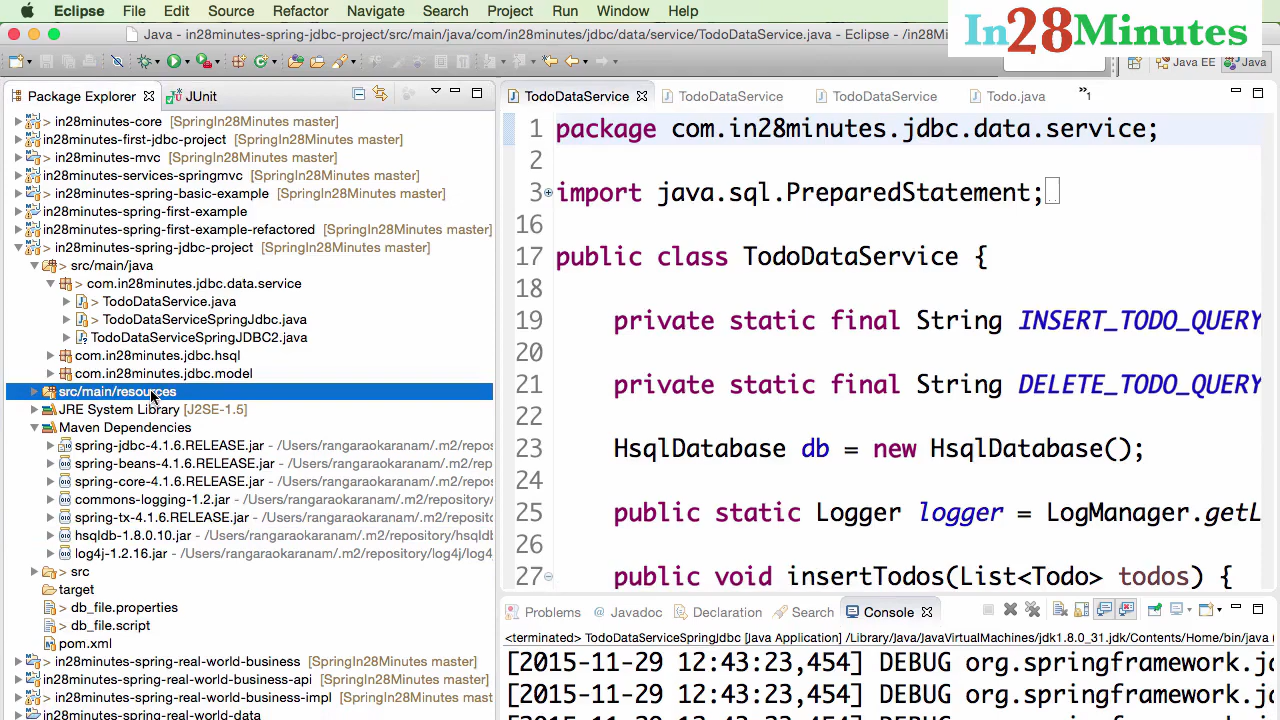 Eclipse File Edit Source Refactor Navigate Search Project Run Window Help
In28Minutes
Java - in28minutes-spring-jdbc-project/src/main/java/com/in28minutes/jdbc/data/service/TodoDataService.java - Eclipse - /in28Min
Java EE Java
Package Explorer JUnit
> in28minutes-core [SpringIn28Minutes master]
> in28minutes-first-jdbc-project [SpringIn28Minutes master]
> in28minutes-mvc [SpringIn28Minutes master]
in28minutes-services-springmvc [SpringIn28Minutes master]
> in28minutes-spring-basic-example [SpringIn28Minutes master]
in28minutes-spring-first-example
in28minutes-spring-first-example-refactored [SpringIn28Minutes master]
> in28minutes-spring-jdbc-project [SpringIn28Minutes master]
> src/main/java
> com.in28minutes.jdbc.data.service
> TodoDataService.java
> TodoDataServiceSpringJdbc.java
TodoDataServiceSpringJDBC2.java
com.in28minutes.jdbc.hsql
com.in28minutes.jdbc.model
src/main/resources
JRE System Library [J2SE-1.5]
Maven Dependencies
spring-jdbc-4.1.6.RELEASE.jar - /Users/rangaraokaranam/.m2/repos
spring-beans-4.1.6.RELEASE.jar - /Users/rangaraokaranam/.m2/rep
spring-core-4.1.6.RELEASE.jar - /Users/rangaraokaranam/.m2/repos
commons-logging-1.2.jar - /Users/rangaraokaranam/.m2/repository/
spring-tx-4.1.6.RELEASE.jar - /Users/rangaraokaranam/.m2/reposito
hsqldb-1.8.0.10.jar - /Users/rangaraokaranam/.m2/repository/hsqldb
log4j-1.2.16.jar - /Users/rangaraokaranam/.m2/repository/log4j/log4
> src
target
> db_file.properties
> db_file.script
pom.xml
> in28minutes-spring-real-world-business [SpringIn28Minutes master]
in28minutes-spring-real-world-business-api [SpringIn28Minutes master]
> in28minutes-spring-real-world-business-impl [SpringIn28Minutes mast
in28minutes-spring-real-world-data
TodoDataService TodoDataService TodoDataService Todo.java »1
1 package com.in28minutes.jdbc.data.service;
2
3 import java.sql.PreparedStatement;
16
17 public class TodoDataService {
18
19 private static final String INSERT_TODO_QUERY
20
21 private static final String DELETE_TODO_QUERY
22
23 HsqlDatabase db = new HsqlDatabase();
24
25 public static Logger logger = LogManager.getL
26
27 public void insertTodos(List<Todo> todos) {
Problems Javadoc Declaration Search Console
<terminated> TodoDataServiceSpringJdbc [Java Application] /Library/Java/JavaVirtualMachines/jdk1.8.0_31.jdk/Contents/Home/bin/java (
[2015-11-29 12:43:23,454] DEBUG org.springframework.jd
[2015-11-29 12:43:23,454] DEBUG org.springframework.jd